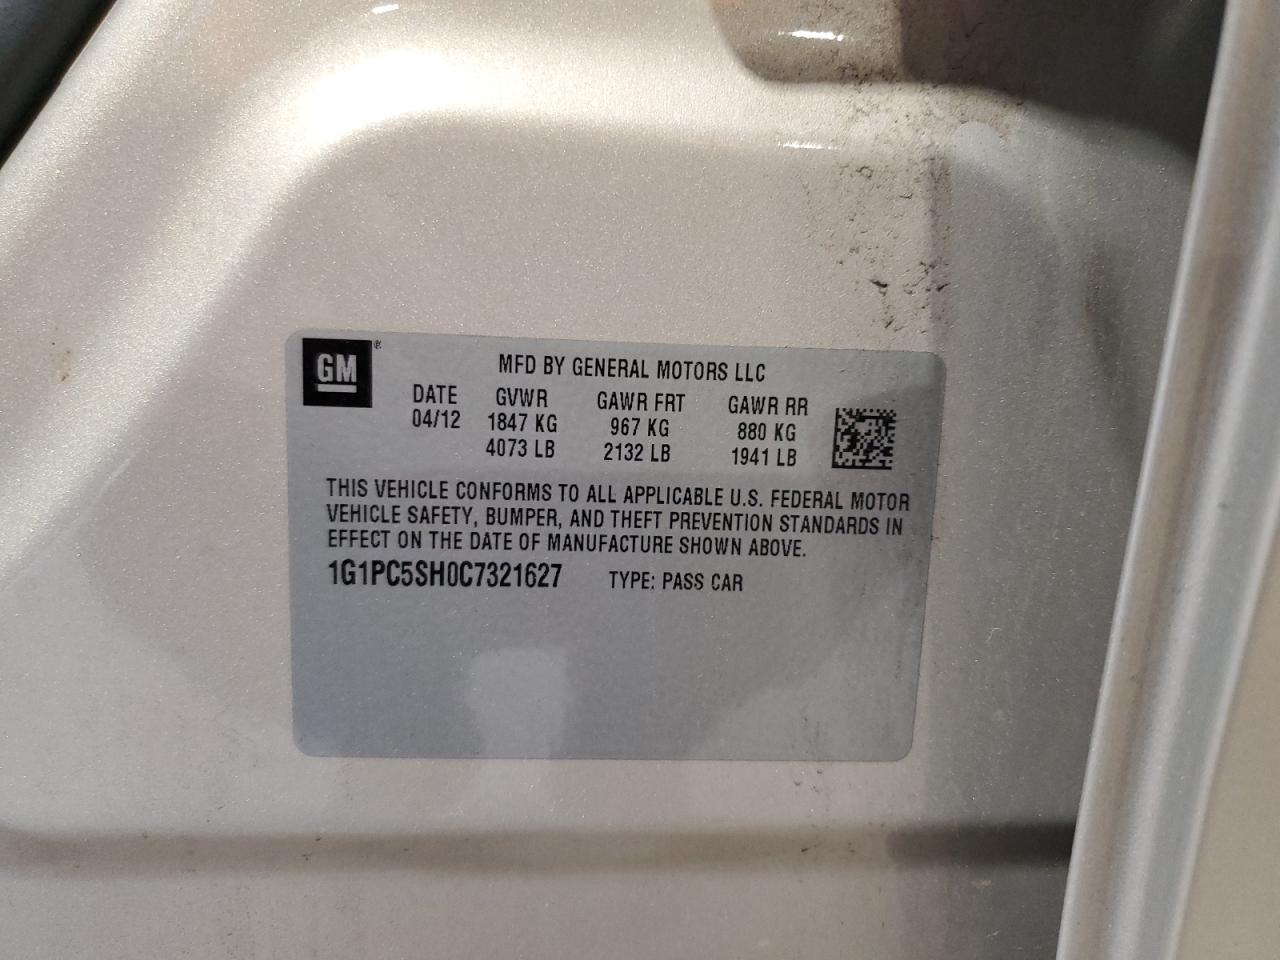 GM®
MFD BY GENERAL MOTORS LLC
DATE GVWR GAWR FRT GAWR RR
04/12 1847 KG 967 KG 880 KG
4073 LB 2132 LB 1941 LB
THIS VEHICLE CONFORMS TO ALL APPLICABLE U.S. FEDERAL MOTOR
VEHICLE SAFETY, BUMPER, AND THEFT PREVENTION STANDARDS IN
EFFECT ON THE DATE OF MANUFACTURE SHOWN ABOVE.
1G1PC5SH0C7321627 TYPE: PASS CAR